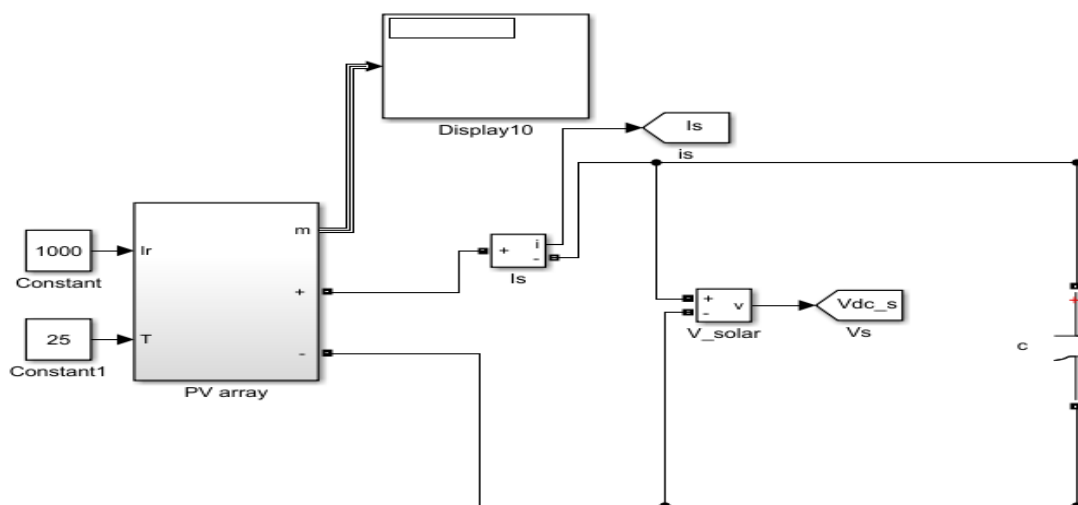 Display10
Is
is
m
1000
Ir
Constant
+
i
-
+
Is
+
-
v
Vdc_s
V_solar
Vs
25
T
Constant1
-
PV array
+
c